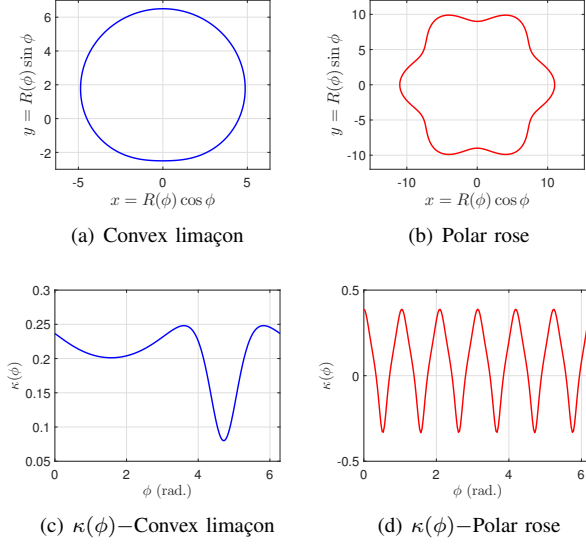 6
4
2
0
-2
-5
0
5
y = R(ϕ) sin ϕ
x = R(ϕ) cos ϕ
(a) Convex limaçon
10
5
0
-5
-10
-10
0
10
y = R(ϕ) sin ϕ
x = R(ϕ) cos ϕ
(b) Polar rose
0.3
0.25
0.2
0.15
0.1
0.05
0
2
4
6
κ(ϕ)
ϕ (rad.)
(c) κ(ϕ)−Convex limaçon
0.5
0
-0.5
0
2
4
6
κ(ϕ)
ϕ (rad.)
(d) κ(ϕ)−Polar rose